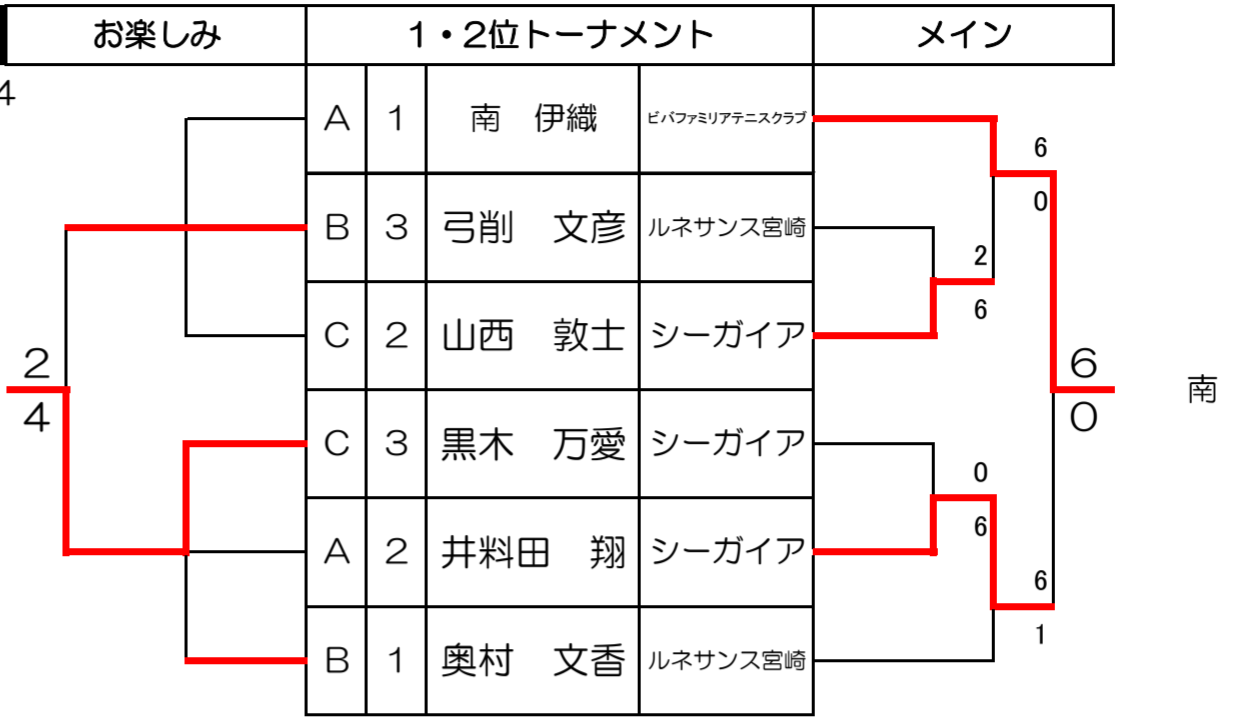 お楽しみ 1・2位トーナメント メイン
4
A 1 南 伊織 ビバファミリアテニスクラブ
6
0
B 3 弓削 文彦 ルネサンス宮崎
2
6
C 2 山西 敦士 シーガイア
2
4
6
0
南
C 3 黒木 万愛 シーガイア
0
6
A 2 井料田 翔 シーガイア
6
1
B 1 奥村 文香 ルネサンス宮崎